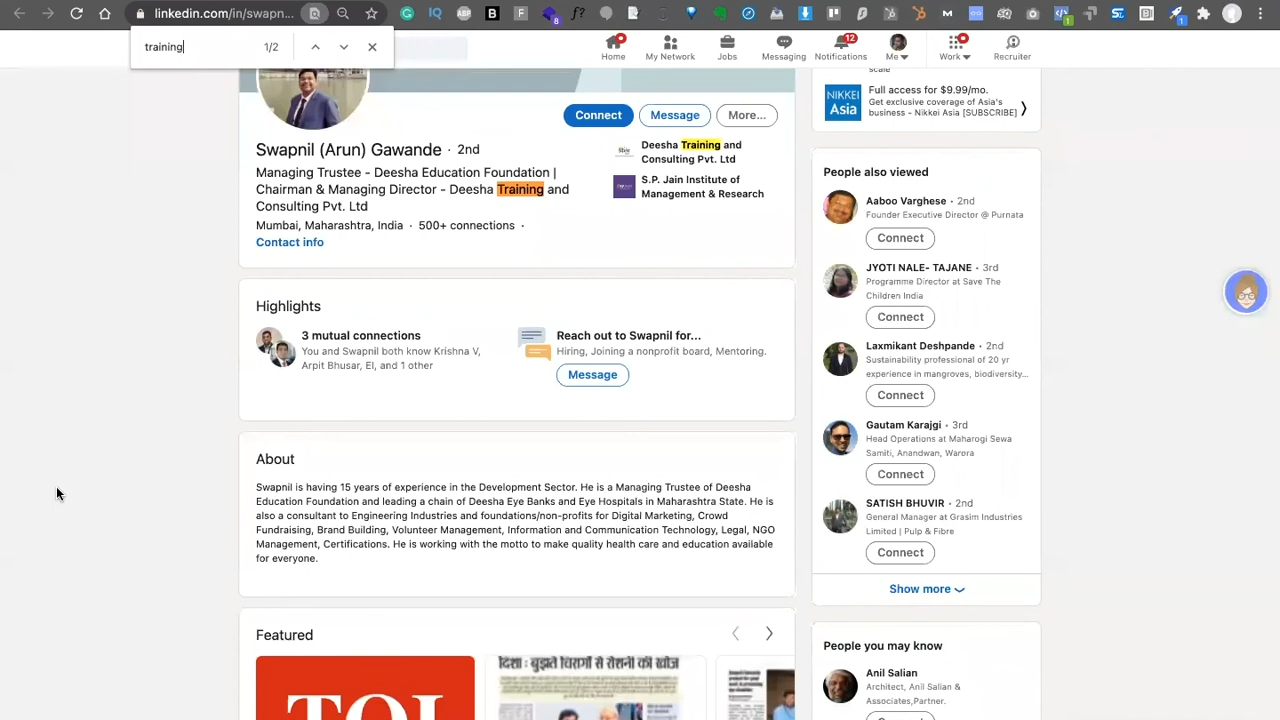 linkedin.com/in/
training
1/2
Home
My Network
Jobs
Messaging
12
Notifications
Me
Work
Recruiter
scale
NIKKEI
Asia
Full access for $9.99/mo.
Get exclusive coverage of Asia's
business - Nikkei Asia [SUBSCRIBE]
Connect
Message
More...
Swapnil (Arun) Gawande · 2nd
Managing Trustee - Deesha Education Foundation |
Chairman & Managing Director - Deesha Training and
Consulting Pvt. Ltd
Mumbai, Maharashtra, India · 500+ connections ·
Contact info
Deesha Training and
Consulting Pvt. Ltd
S.P. Jain Institute of
Management & Research
Highlights
3 mutual connections
You and Swapnil both know Krishna V,
Arpit Bhusar, EI, and 1 other
Reach out to Swapnil for...
Hiring, Joining a nonprofit board, Mentoring.
Message
About
Swapnil is having 15 years of experience in the Development Sector. He is a Managing Trustee of Deesha
Education Foundation and leading a chain of Deesha Eye Banks and Eye Hospitals in Maharashtra State. He is
also a consultant to Engineering Industries and foundations/non-profits for Digital Marketing, Crowd
Fundraising, Brand Building, Volunteer Management, Information and Communication Technology, Legal, NGO
Management, Certifications. He is working with the motto to make quality health care and education available
for everyone.
Featured
TOI
दिशा : बुझते चिरागों से रोशनी की खोज
People also viewed
Aaboo Varghese • 2nd
Founder Executive Director @ Purnata
Connect
JYOTI NALE- TAJANE • 3rd
Programme Director at Save The
Children India
Connect
Laxmikant Deshpande • 2nd
Sustainability professional of 20 yr
experience in mangroves, biodiversity...
Connect
Gautam Karajgi • 3rd
Head Operations at Maharogi Sewa
Samiti, Anandwan, Warora
Connect
SATISH BHUVIR • 2nd
General Manager at Grasim Industries
Limited | Pulp & Fibre
Connect
Show more
People you may know
Anil Salian
Architect, Anil Salian &
Associates,Partner.